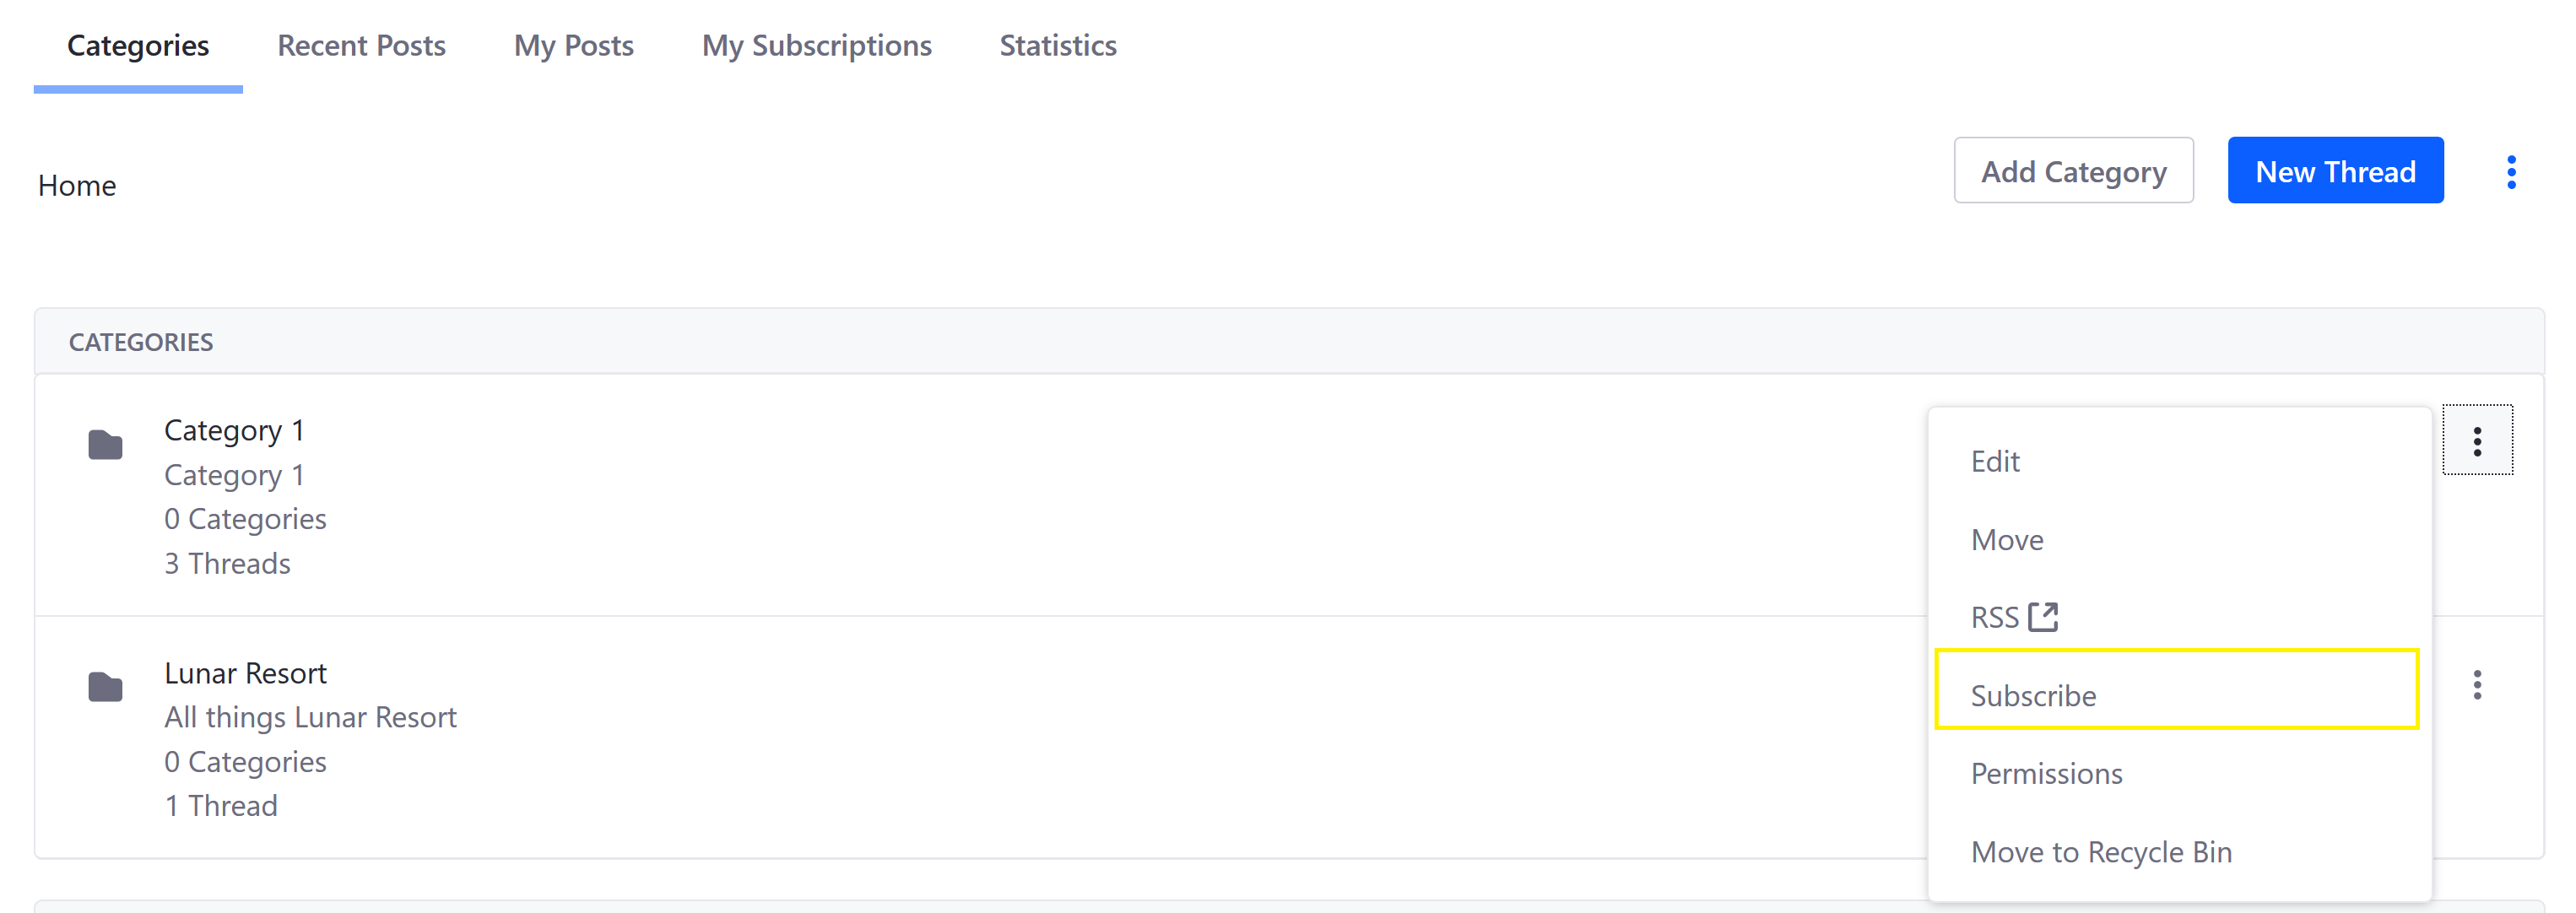 Categories Recent Posts My Posts My Subscriptions Statistics
Home
Add Category New Thread
CATEGORIES
Category 1
Category 1
0 Categories
3 Threads
Edit
Move
RSS
Subscribe
Permissions
Move to Recycle Bin
Lunar Resort
All things Lunar Resort
0 Categories
1 Thread